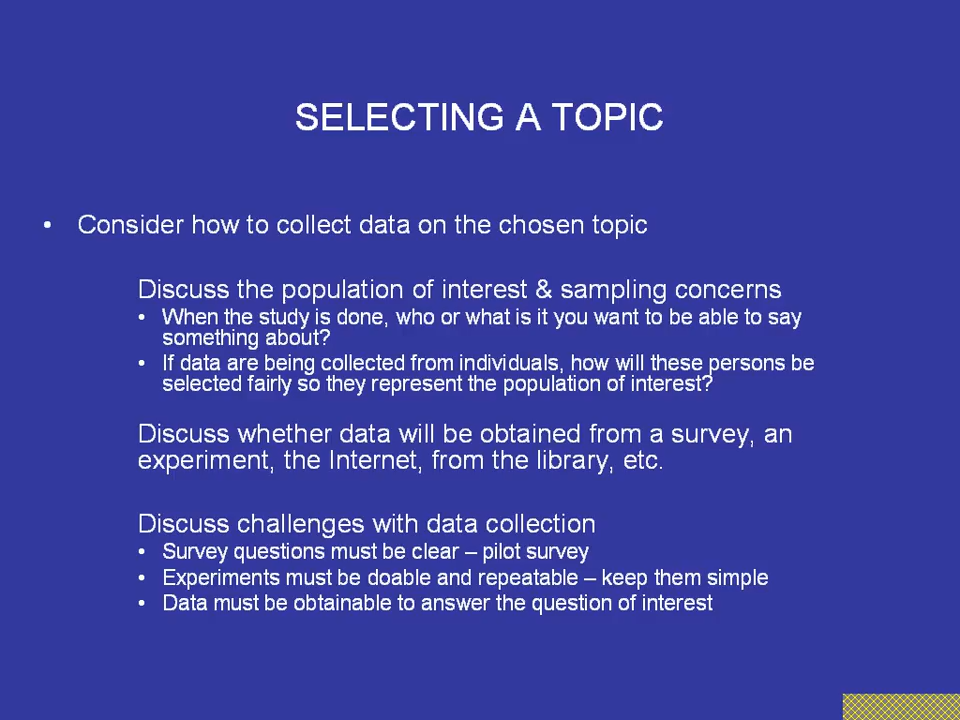 SELECTING A TOPIC
• Consider how to collect data on the chosen topic
Discuss the population of interest & sampling concerns
• When the study is done, who or what is it you want to be able to say
something about?
• If data are being collected from individuals, how will these persons be
selected fairly so they represent the population of interest?
Discuss whether data will be obtained from a survey, an
experiment, the Internet, from the library, etc.
Discuss challenges with data collection
• Survey questions must be clear – pilot survey
• Experiments must be doable and repeatable – keep them simple
• Data must be obtainable to answer the question of interest